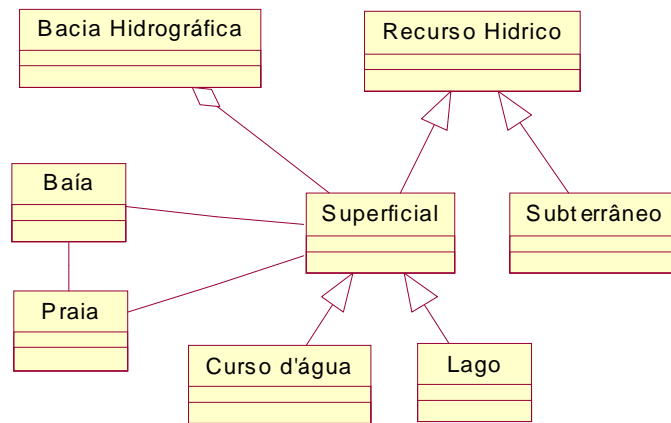 Bacia Hidrográfica
Recurso Hidrico
Baía
Superficial
Subterrâneo
Praia
Curso d'água
Lago